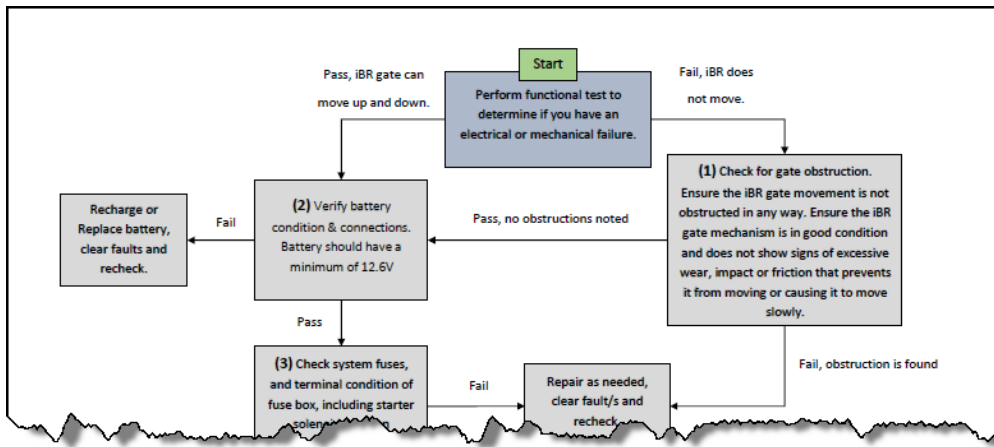 Start
Pass, iBR gate can
move up and down.
Perform functional test to
determine if you have an
electrical or mechanical failure.
Fail, iBR does
not move.
(1) Check for gate obstruction.
Ensure the iBR gate movement is not
obstructed in any way. Ensure the iBR
gate mechanism is in good condition
and does not show signs of excessive
wear, impact or friction that prevents
it from moving or causing it to move
slowly.
Pass, no obstructions noted
(2) Verify battery
condition & connections.
Battery should have a
minimum of 12.6V
Fail
Recharge or
Replace battery,
clear faults and
recheck.
Pass
Fail, obstruction is found
(3) Check system fuses,
and terminal condition of
fuse box, including starter
Fail
Repair as needed,
clear fault/s and
recheck